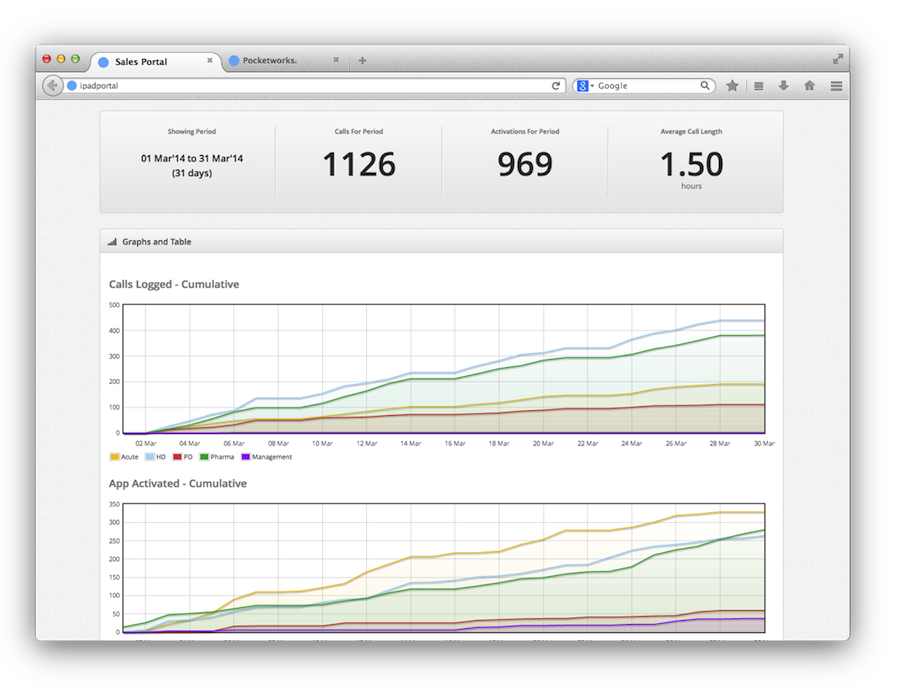 Sales Portal
Pocketworks.
ipadportal
8 Google
Showing Period
01 Mar'14 to 31 Mar'14
(31 days)
Calls For Period
1126
Activations For Period
969
Average Call Length
1.50
hours
Graphs and Table
Calls Logged - Cumulative
500
400
300
200
100
0
02 Mar 04 Mar 06 Mar 08 Mar 10 Mar 12 Mar 14 Mar 16 Mar 18 Mar 20 Mar 22 Mar 24 Mar 26 Mar 28 Mar 30 Mar
Acute HD PD Pharma Management
App Activated - Cumulative
350
300
250
200
150
100
50
0